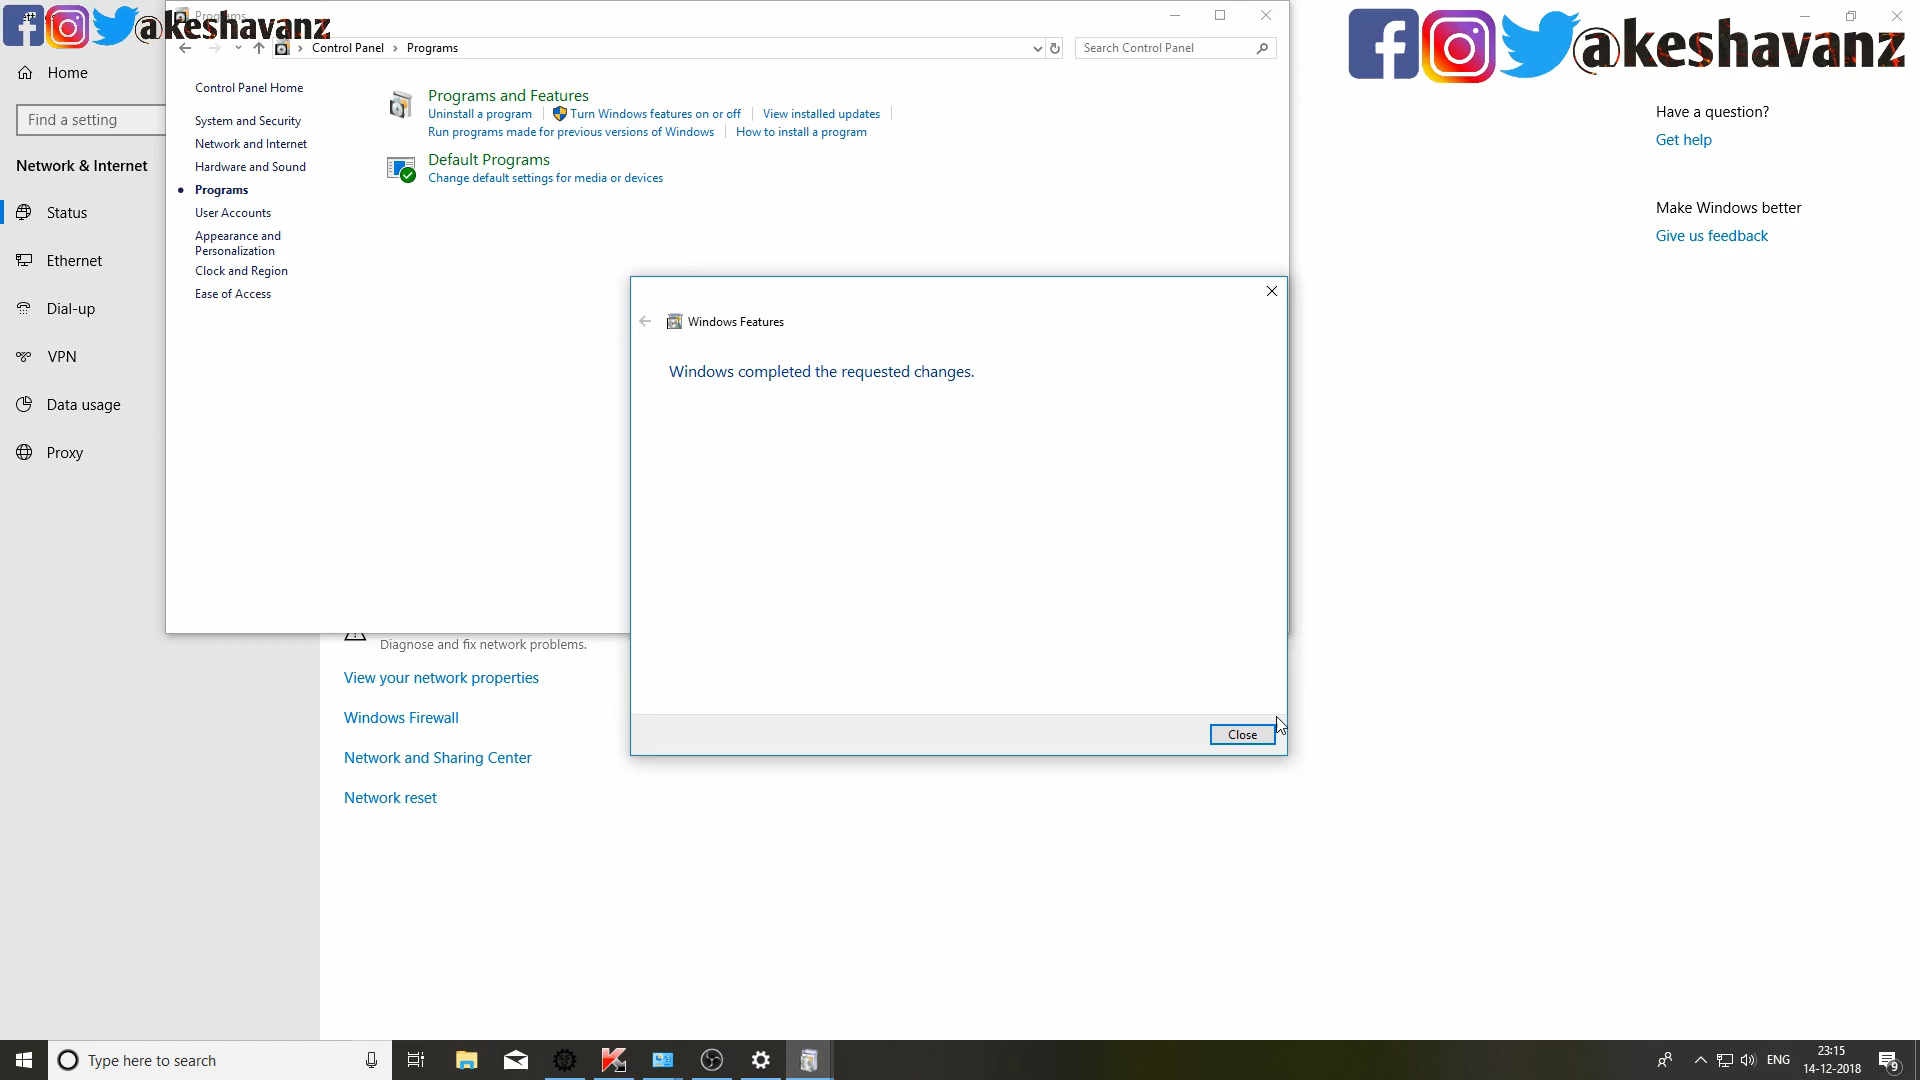 @keshavanz
@keshavanz
Programs
Control Panel
Programs
Search Control Panel
Home
Find a setting
Network & Internet
Status
Ethernet
Dial-up
VPN
Data usage
Proxy
Control Panel Home
System and Security
Network and Internet
Hardware and Sound
Programs
User Accounts
Appearance and
Personalization
Clock and Region
Ease of Access
Programs and Features
Uninstall a program
Turn Windows features on or off
View installed updates
Run programs made for previous versions of Windows
How to install a program
Default Programs
Change default settings for media or devices
Have a question?
Get help
Make Windows better
Give us feedback
Windows Features
Windows completed the requested changes.
Close
Diagnose and fix network problems.
View your network properties
Windows Firewall
Network and Sharing Center
Network reset
Type here to search
ENG
23:15
14-12-2018
9